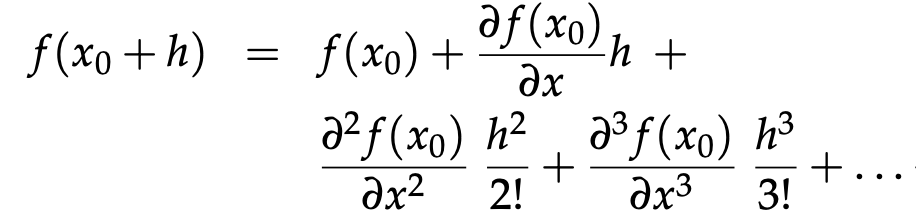 f(x₀ + h) = f(x₀) + ∂f(x₀)/∂x h +
∂²f(x₀)/∂x² h²/2! + ∂³f(x₀)/∂x³ h³/3! + …